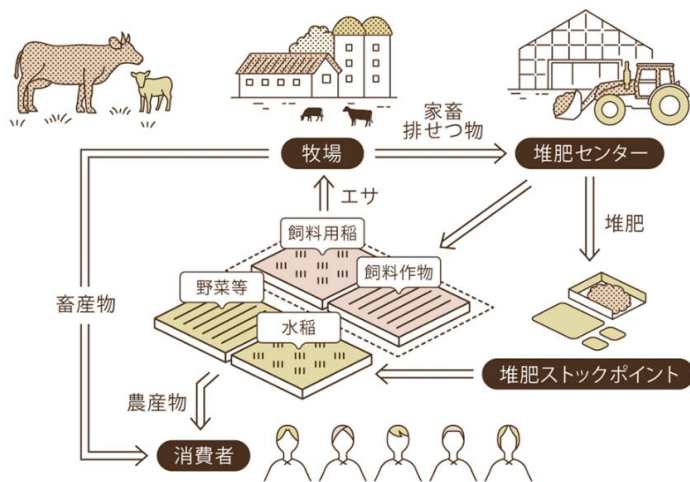 牧場
家畜
排せつ物
堆肥センター
エサ
堆肥
飼料用稲
飼料作物
野菜等
水稲
畜産物
堆肥ストックポイント
農産物
消費者